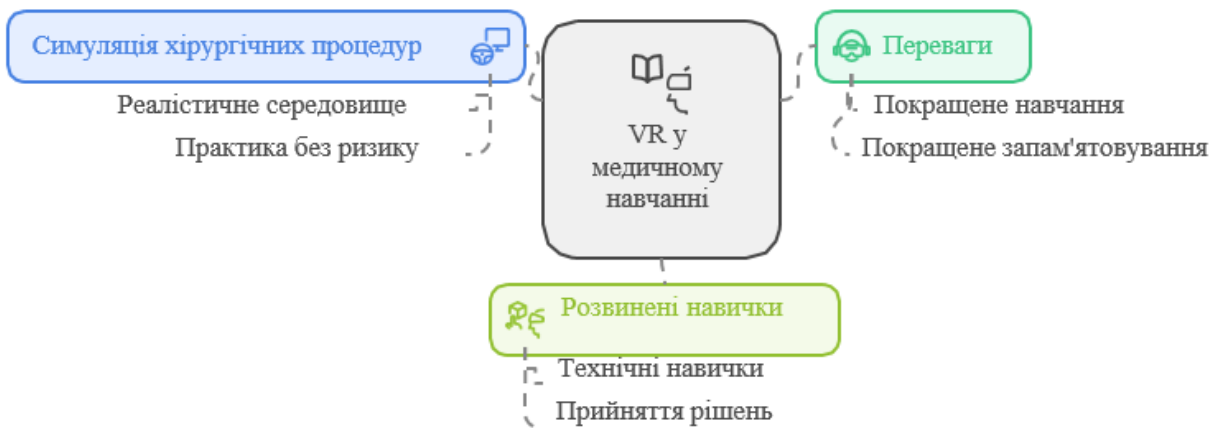 Симуляція хірургічних процедур
Реалістичне середовище
Практика без ризику
VR у
медичному
навчанні
Переваги
Покращене навчання
Покращене запам'ятовування
Розвинені навички
Технічні навички
Прийняття рішень